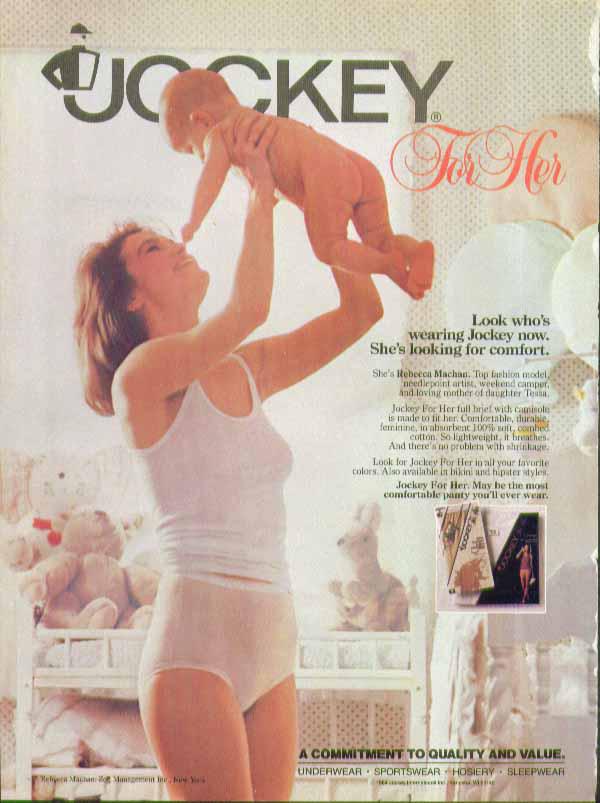 JOCKEY®
For Her
Look who's
wearing Jockey now.
She's looking for comfort.
She's Rebecca Machan. Top fashion model,
needlepoint artist, weekend camper,
and loving mother of daughter Tessa.
Jockey For Her full brief with camisole
is made to fit her. Comfortable, durable,
feminine, in absorbent 100% soft, combed
cotton. So lightweight, it breathes.
And there's no problem with shrinkage.
Look for Jockey For Her in all your favorite
colors. Also available in bikini and hipster styles.
Jockey For Her. May be the most
comfortable panty you'll ever wear.
JOCKEY
A COMMITMENT TO QUALITY AND VALUE.
UNDERWEAR · SPORTSWEAR · HOSIERY · SLEEPWEAR
Rebecca Machan: Zoli Management Inc., New York